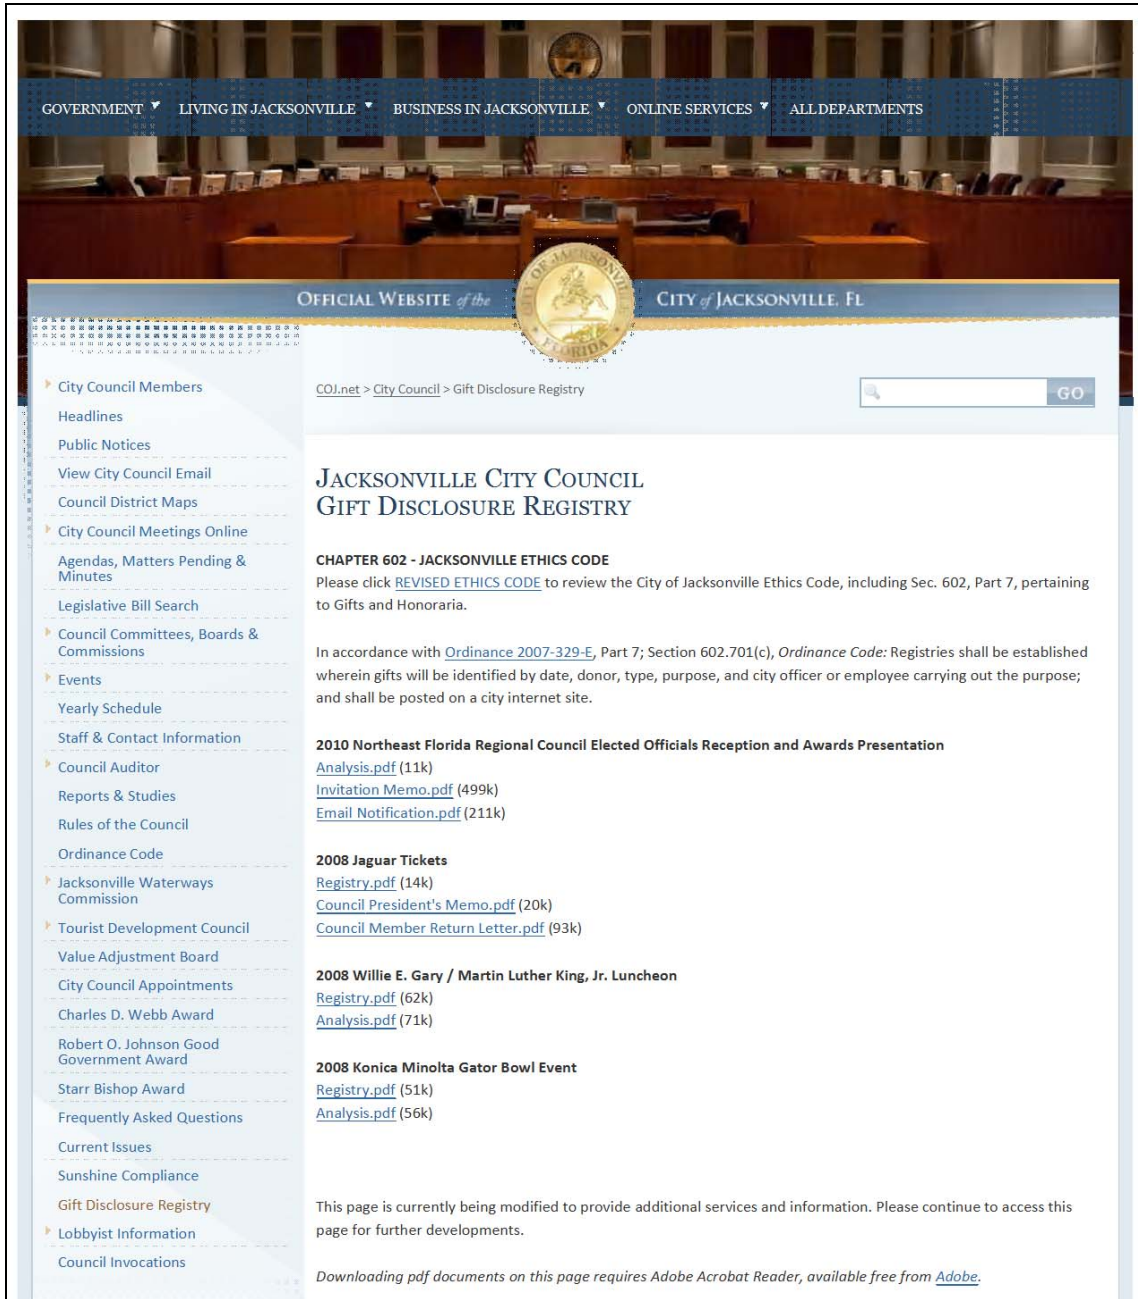 GOVERNMENT
LIVING IN JACKSONVILLE
BUSINESS IN JACKSONVILLE
ONLINE SERVICES
ALL DEPARTMENTS
OFFICIAL WEBSITE of the
CITY OF JACKSONVILLE
FLORIDA
CITY of JACKSONVILLE, FL
City Council Members
Headlines
Public Notices
View City Council Email
Council District Maps
City Council Meetings Online
Agendas, Matters Pending &
Minutes
Legislative Bill Search
Council Committees, Boards &
Commissions
Events
Yearly Schedule
Staff & Contact Information
Council Auditor
Reports & Studies
Rules of the Council
Ordinance Code
Jacksonville Waterways
Commission
Tourist Development Council
Value Adjustment Board
City Council Appointments
Charles D. Webb Award
Robert O. Johnson Good
Government Award
Starr Bishop Award
Frequently Asked Questions
Current Issues
Sunshine Compliance
Gift Disclosure Registry
Lobbyist Information
Council Invocations
COJ.net > City Council > Gift Disclosure Registry
GO
JACKSONVILLE CITY COUNCIL
GIFT DISCLOSURE REGISTRY
CHAPTER 602 - JACKSONVILLE ETHICS CODE
Please click REVISED ETHICS CODE to review the City of Jacksonville Ethics Code, including Sec. 602, Part 7, pertaining
to Gifts and Honoraria.
In accordance with Ordinance 2007-329-E, Part 7; Section 602.701(c), Ordinance Code: Registries shall be established
wherein gifts will be identified by date, donor, type, purpose, and city officer or employee carrying out the purpose;
and shall be posted on a city internet site.
2010 Northeast Florida Regional Council Elected Officials Reception and Awards Presentation
Analysis.pdf (11k)
Invitation Memo.pdf (499k)
Email Notification.pdf (211k)
2008 Jaguar Tickets
Registry.pdf (14k)
Council President's Memo.pdf (20k)
Council Member Return Letter.pdf (93k)
2008 Willie E. Gary / Martin Luther King, Jr. Luncheon
Registry.pdf (62k)
Analysis.pdf (71k)
2008 Konica Minolta Gator Bowl Event
Registry.pdf (51k)
Analysis.pdf (56k)
This page is currently being modified to provide additional services and information. Please continue to access this
page for further developments.
Downloading pdf documents on this page requires Adobe Acrobat Reader, available free from Adobe.